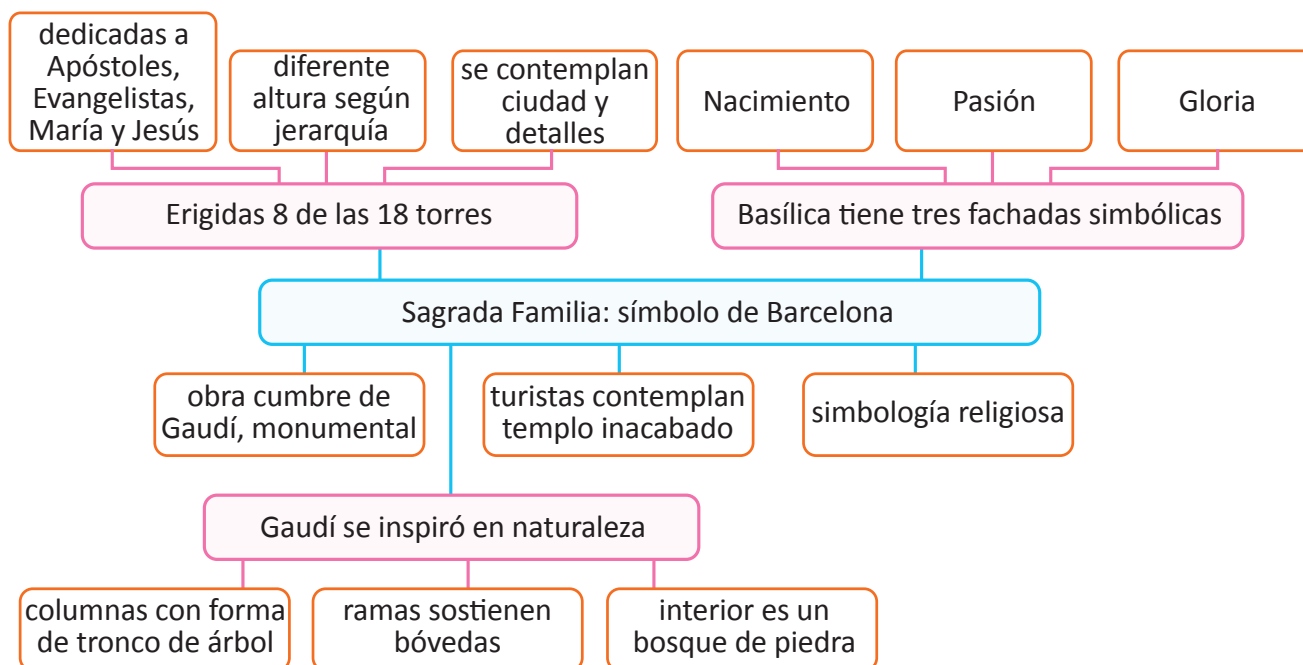 dedicadas a
Apóstoles,
Evangelistas,
María y Jesús
diferente
altura según
jerarquía
se contemplan
ciudad y
detalles
Nacimiento
Pasión
Gloria
Erigidas 8 de las 18 torres
Basílica tiene tres fachadas simbólicas
Sagrada Familia: símbolo de Barcelona
obra cumbre de
Gaudí, monumental
turistas contemplan
templo inacabado
simbología religiosa
Gaudí se inspiró en naturaleza
columnas con forma
de tronco de árbol
ramas sostienen
bóvedas
interior es un
bosque de piedra